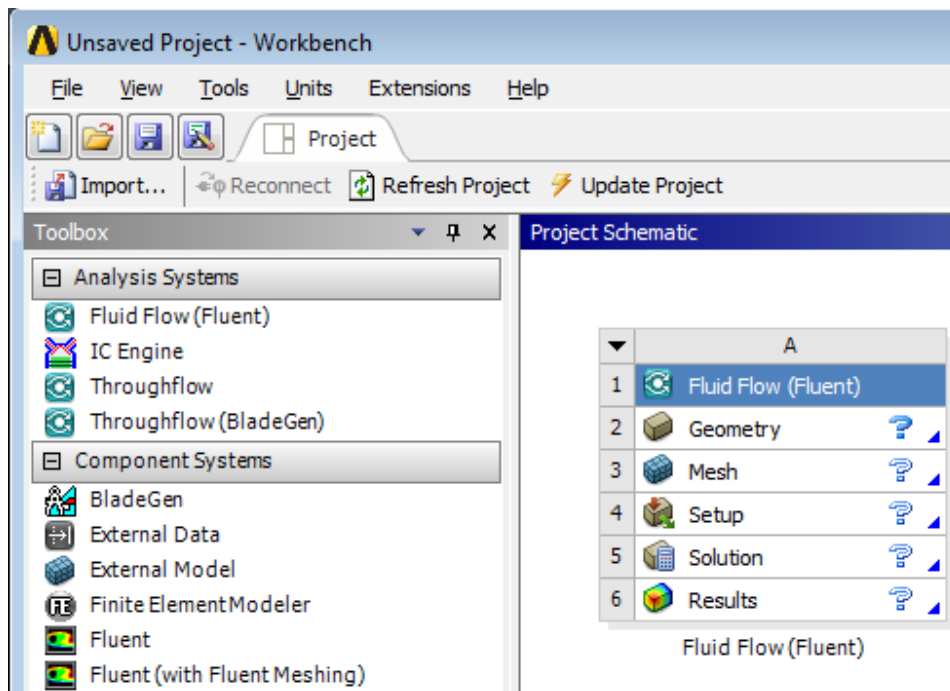 Unsaved Project - Workbench
File View Tools Units Extensions Help
Project
Import... Reconnect Refresh Project Update Project
Toolbox
Analysis Systems
Fluid Flow (Fluent)
IC Engine
Throughflow
Throughflow (BladeGen)
Component Systems
BladeGen
External Data
External Model
Finite Element Modeler
Fluent
Fluent (with Fluent Meshing)
Project Schematic
A
1 Fluid Flow (Fluent)
2 Geometry
3 Mesh
4 Setup
5 Solution
6 Results
Fluid Flow (Fluent)